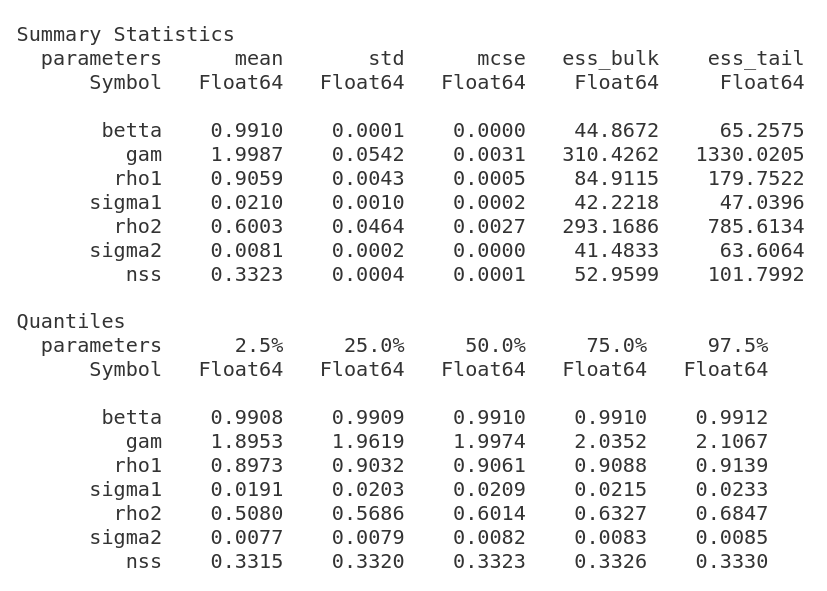 Summary Statistics
parameters mean std mcse ess_bulk ess_tail
Symbol Float64 Float64 Float64 Float64 Float64
betta 0.9910 0.0001 0.0000 44.8672 65.2575
gam 1.9987 0.0542 0.0031 310.4262 1330.0205
rho1 0.9059 0.0043 0.0005 84.9115 179.7522
sigma1 0.0210 0.0010 0.0002 42.2218 47.0396
rho2 0.6003 0.0464 0.0027 293.1686 785.6134
sigma2 0.0081 0.0002 0.0000 41.4833 63.6064
nss 0.3323 0.0004 0.0001 52.9599 101.7992
Quantiles
parameters 2.5% 25.0% 50.0% 75.0% 97.5%
Symbol Float64 Float64 Float64 Float64 Float64
betta 0.9908 0.9909 0.9910 0.9910 0.9912
gam 1.8953 1.9619 1.9974 2.0352 2.1067
rho1 0.8973 0.9032 0.9061 0.9088 0.9139
sigma1 0.0191 0.0203 0.0209 0.0215 0.0233
rho2 0.5080 0.5686 0.6014 0.6327 0.6847
sigma2 0.0077 0.0079 0.0082 0.0083 0.0085
nss 0.3315 0.3320 0.3323 0.3326 0.3330